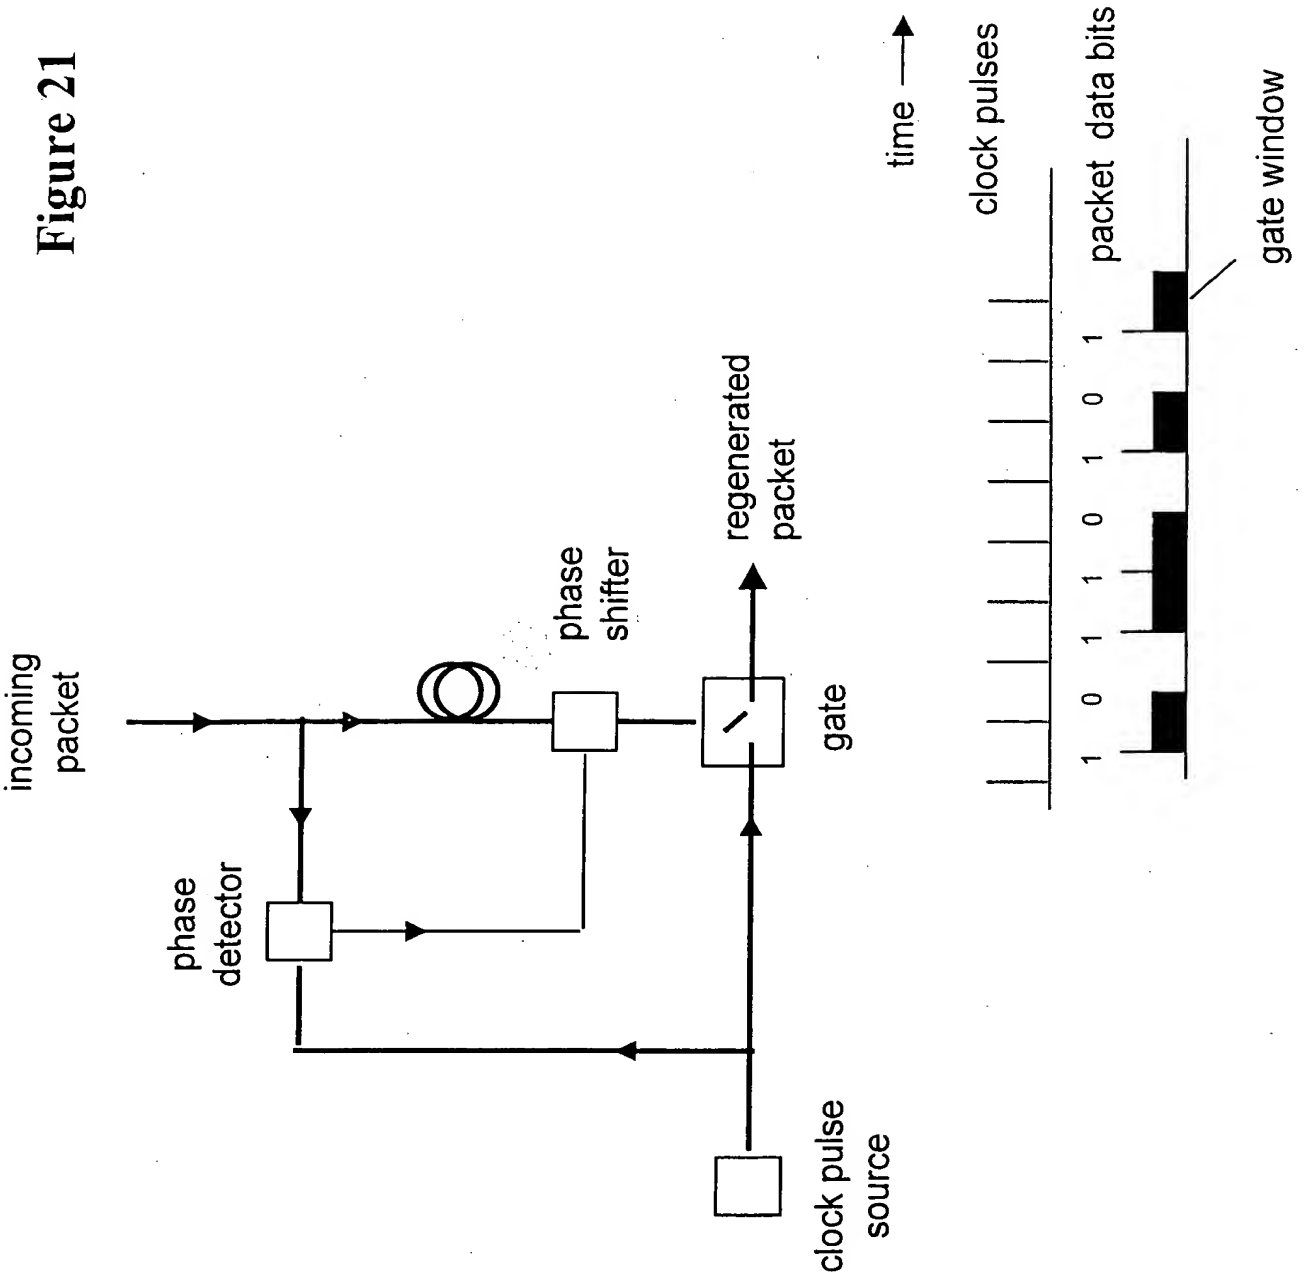 Figure 21
incoming
packet
phase
detector
phase
shifter
regenerated
packet
gate
clock pulse
source
time
clock pulses
1 0 1 1 0 1 0 1
packet data bits
gate window